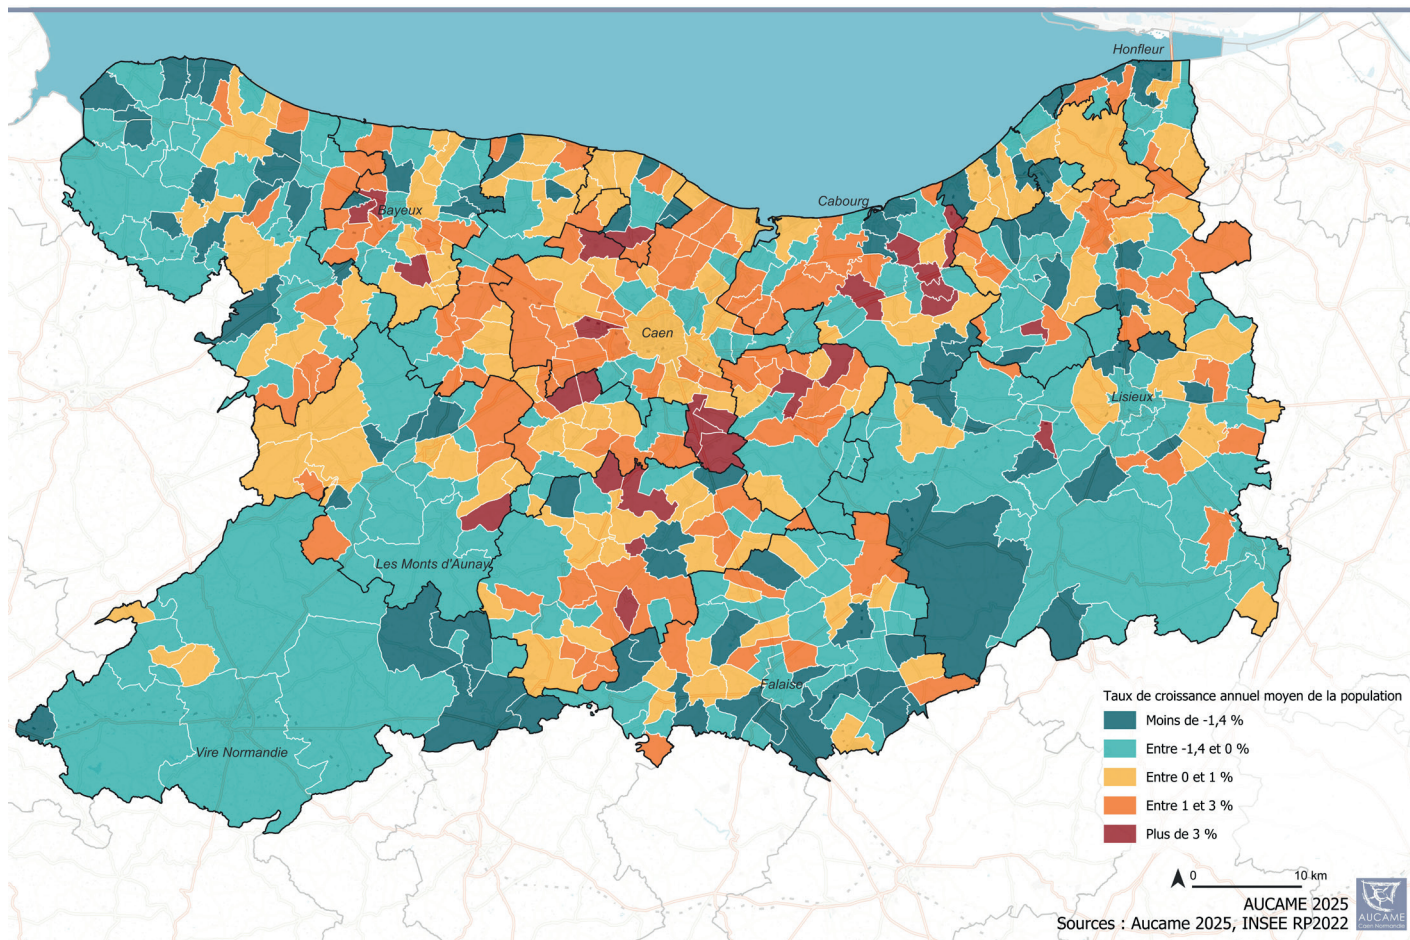 Honfleur
Cabourg
Bayeux
Caen
Lisieux
Les Monts d'Aunay
Falaise
Vire Normandie
Taux de croissance annuel moyen de la population
Moins de -1,4 %
Entre -1,4 et 0 %
Entre 0 et 1 %
Entre 1 et 3 %
Plus de 3 %
0 10 km
AUCAME 2025
Sources : Aucame 2025, INSEE RP2022
AUCAME
Caen Normandie